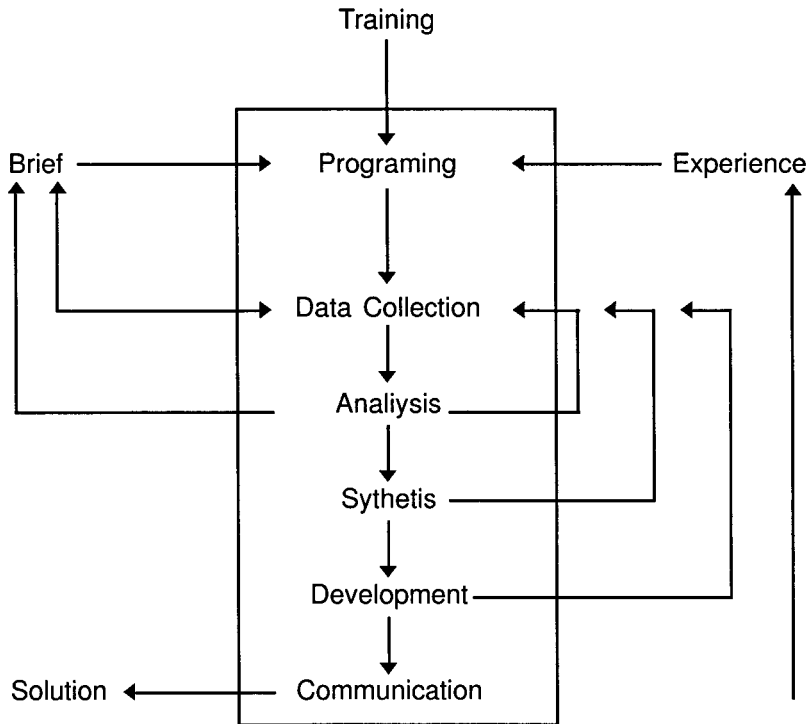 Training
Brief Programing Experience
Data Collection
Analiysis
Sythetis
Development
Solution Communication